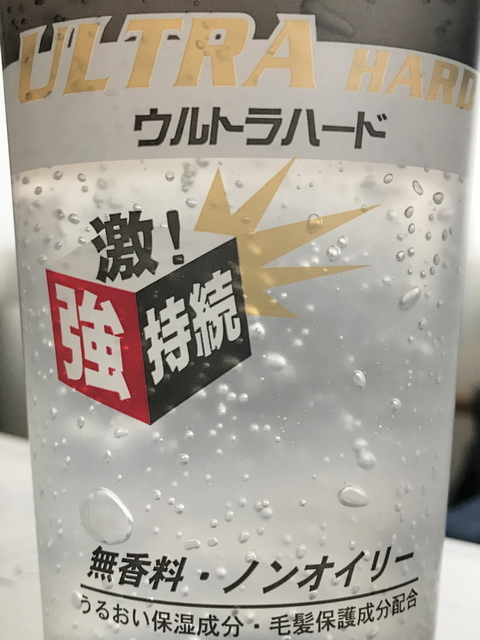 ULTRA HARD
ウルトラハード
激!
強 持続
無香料・ノンオイリー
うるおい保湿成分・毛髪保護成分配合